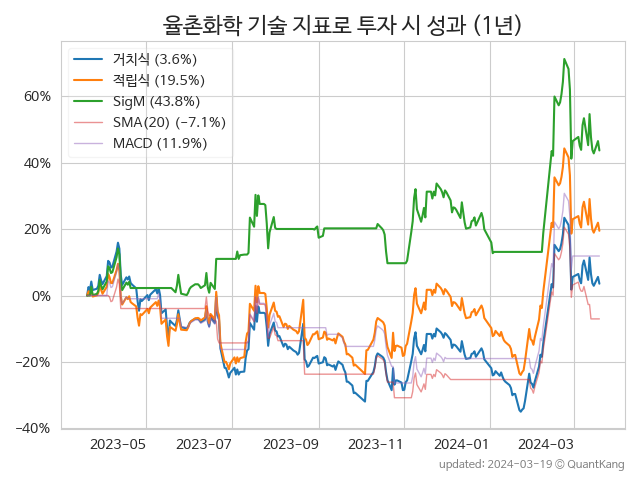 율촌화학 기술 지표로 투자 시 성과 (1년)
거치식 (3.6%)
적립식 (19.5%)
SigM (43.8%)
SMA(20) (-7.1%)
MACD (11.9%)
60%
40%
20%
0%
-20%
-40%
2023-05 2023-07 2023-09 2023-11 2024-01 2024-03
updated: 2024-03-19 © QuantKang